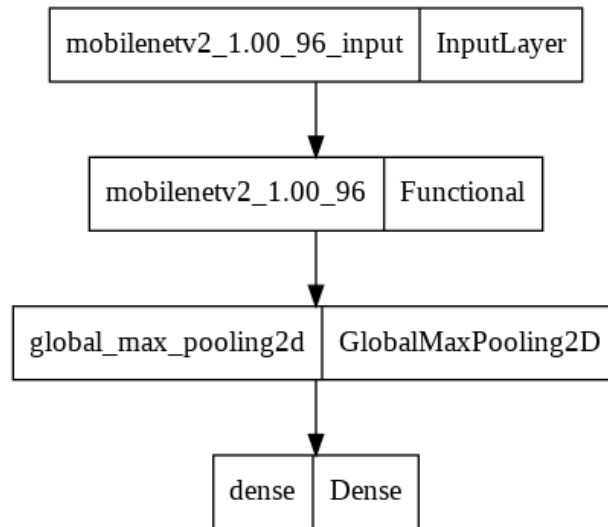 mobilenetv2_1.00_96_input InputLayer
mobilenetv2_1.00_96 Functional
global_max_pooling2d GlobalMaxPooling2D
dense Dense